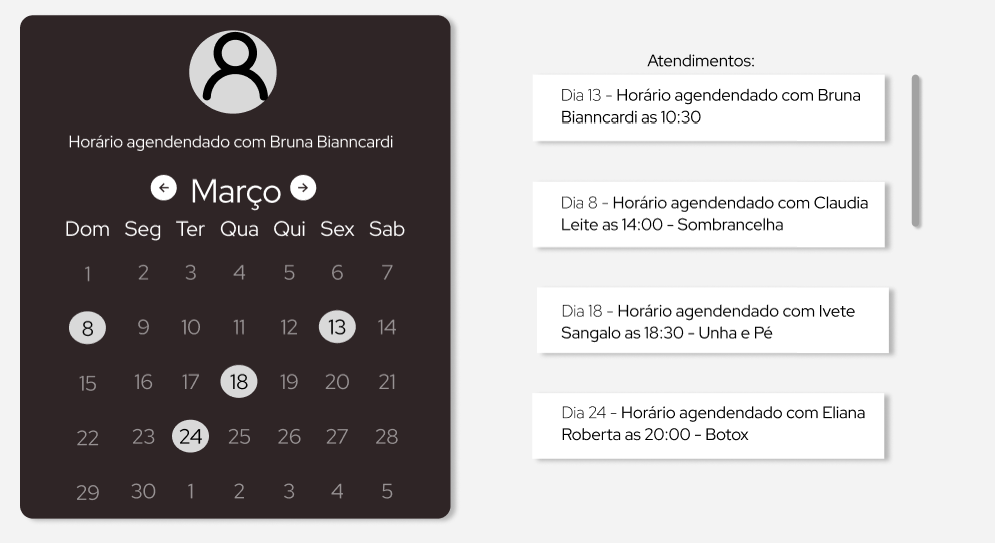 Horário agendendado com Bruna Bianncardi
Março
Dom Seg Ter Qua Qui Sex Sab
1 2 3 4 5 6 7
8 9 10 11 12 13 14
15 16 17 18 19 20 21
22 23 24 25 26 27 28
29 30 1 2 3 4 5
Atendimentos:
Dia 13 - Horário agendendado com Bruna
Bianncardi as 10:30
Dia 8 - Horário agendendado com Claudia
Leite as 14:00 - Sombrancelha
Dia 18 - Horário agendendado com Ivete
Sangalo as 18:30 - Unha e Pé
Dia 24 - Horário agendendado com Eliana
Roberta as 20:00 - Botox